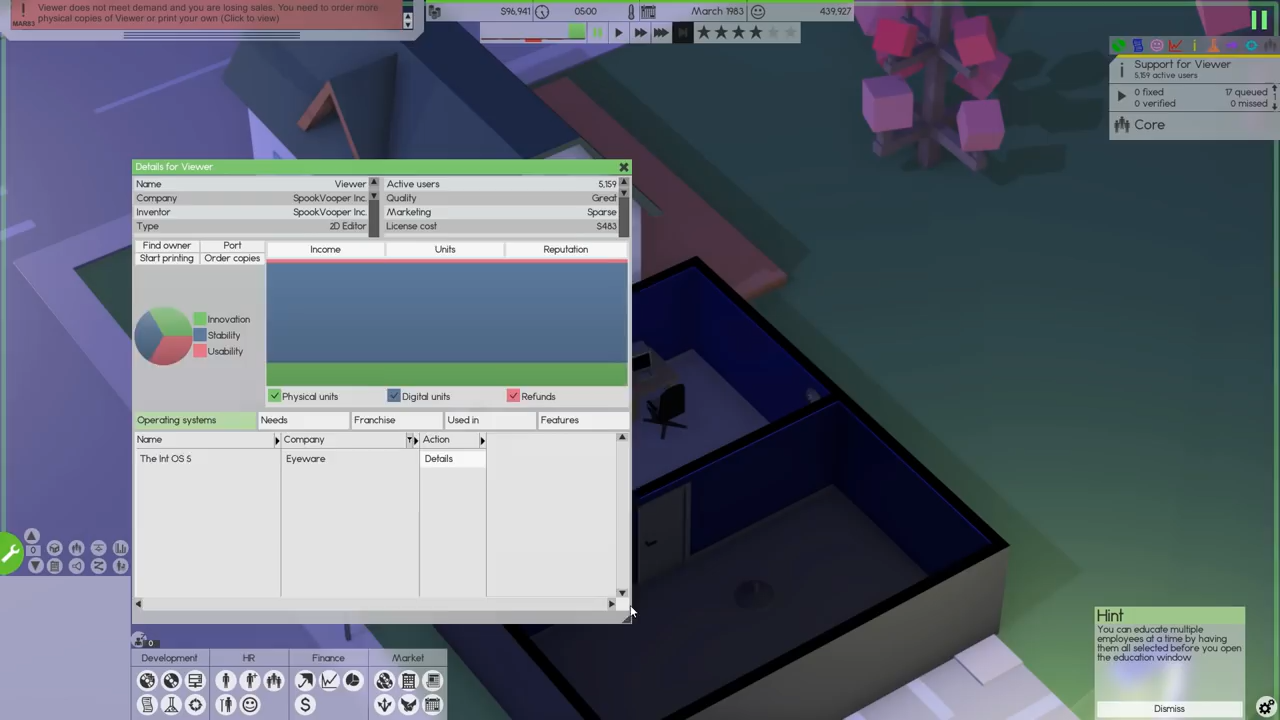 Viewer does not meet demand and you are losing sales. You need to order more
physical copies of Viewer or print your own (Click to view)
MAR83
$96,941
05:00
March 1983
439,927
Support for Viewer
5,159 active users
0 fixed 17 queued
0 verified 0 missed
Core
Details for Viewer
Name Viewer
Company SpookVooper Inc.
Inventor SpookVooper Inc.
Type 2D Editor
Active users 5,159
Quality Great
Marketing Sparse
License cost $483
Find owner Port
Start printing Order copies
Income Units Reputation
Innovation
Stability
Usability
Physical units Digital units Refunds
Operating systems Needs Franchise Used in Features
Name Company Action
The Int OS 5 Eyeware Details
0
0
Development HR Finance Market
Hint
You can educate multiple
employees at a time by having
them all selected before you open
the education window
Dismiss